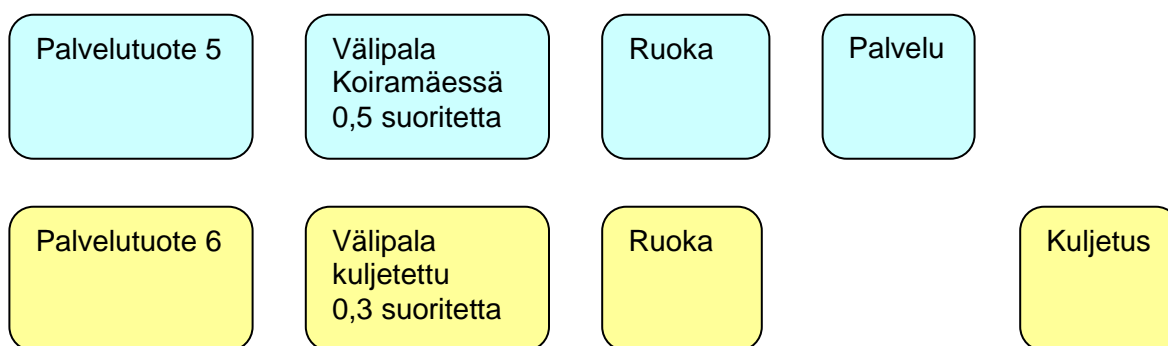 Palvelutuote 5
Välipala
Koiramäessä
0,5 suoritetta
Ruoka
Palvelu
Palvelutuote 6
Välipala
kuljetettu
0,3 suoritetta
Ruoka
Kuljetus